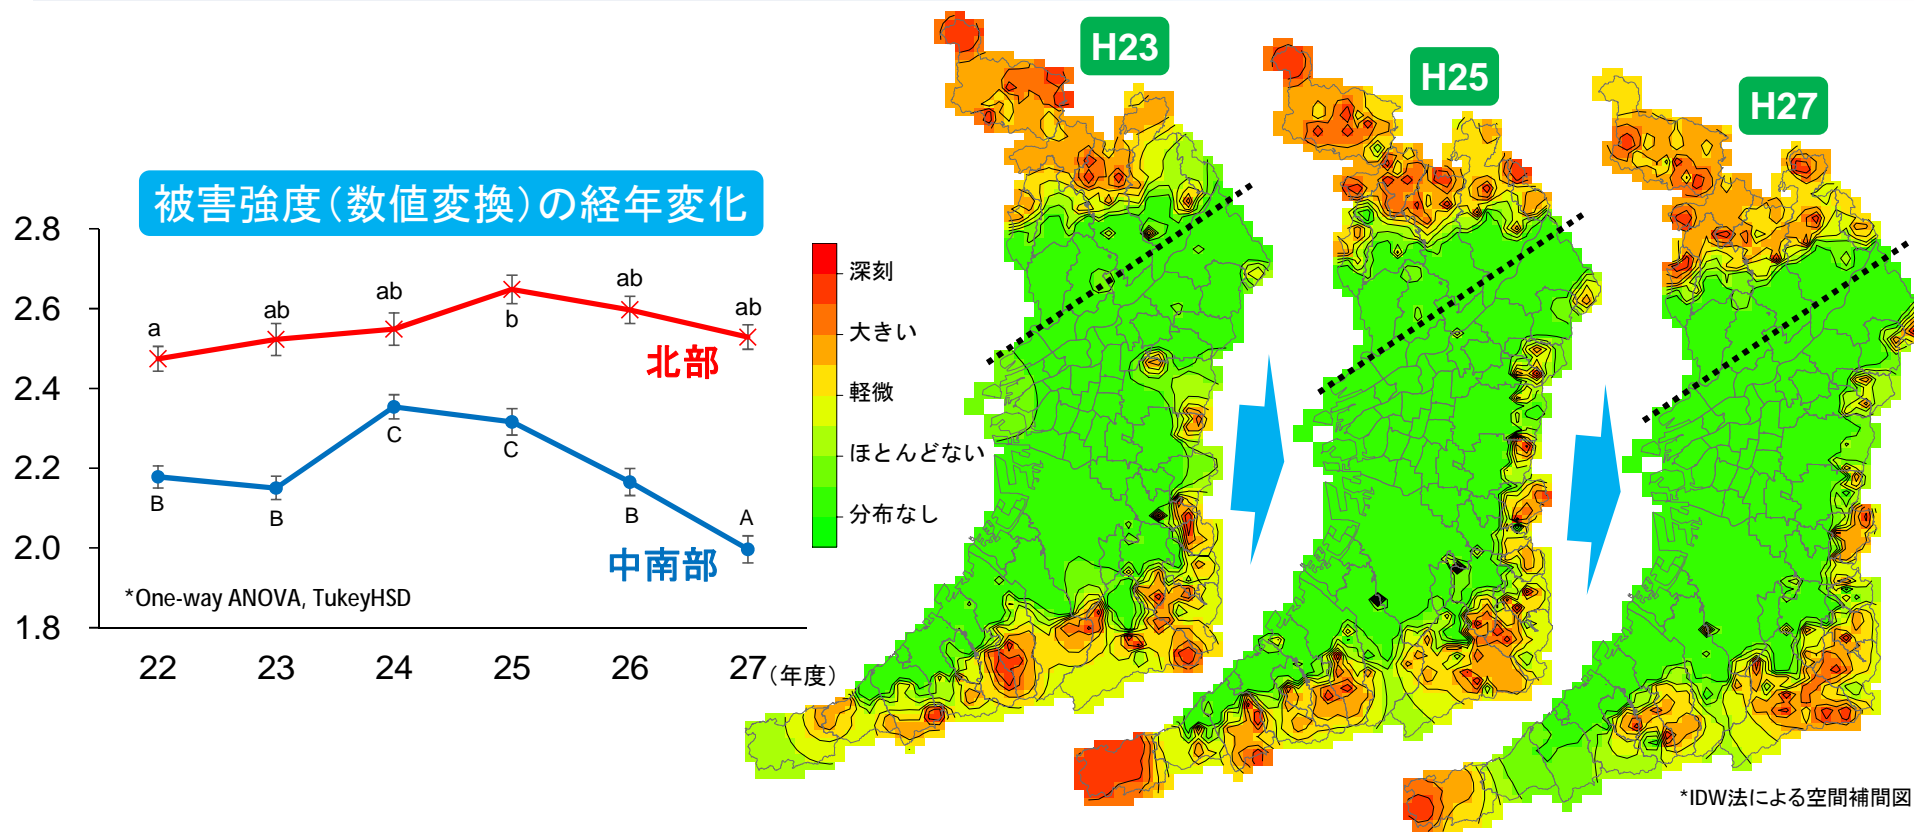 H23
H25
H27
被害強度(数値変換)の経年変化
2.8
2.6
2.4
2.2
2.0
1.8
a
ab
ab
b
ab
ab
北部
B
B
C
C
B
A
中南部
*One-way ANOVA, TukeyHSD
22 23 24 25 26 27 (年度)
深刻
大きい
軽微
ほとんどない
分布なし
*IDW法による空間補間図